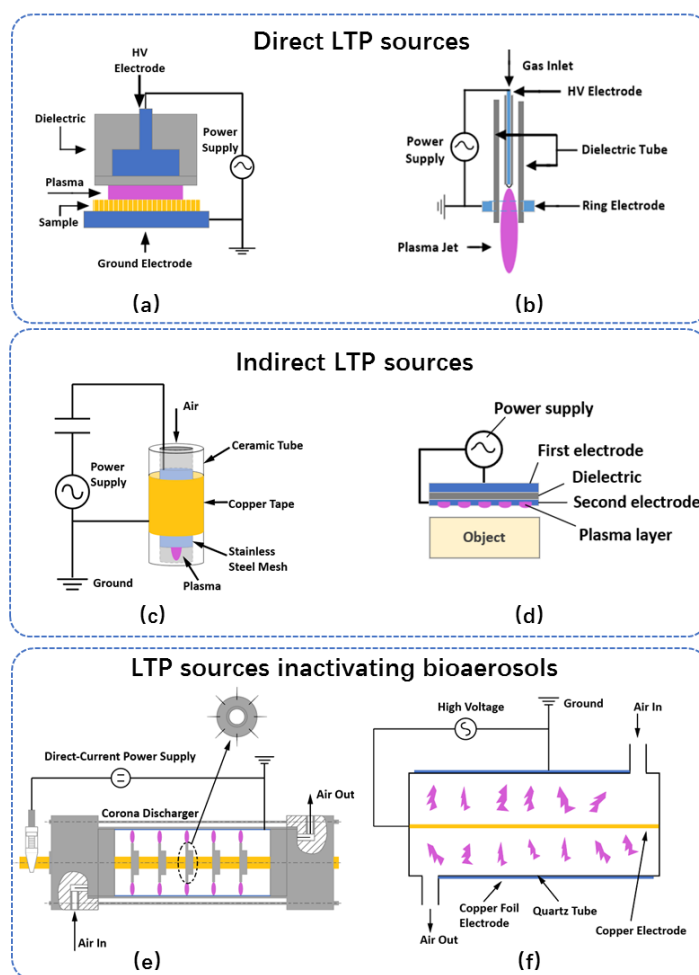 Direct LTP sources
HV
Electrode
Dielectric
Power
Supply
Plasma
Sample
Ground Electrode
(a)
Gas Inlet
HV Electrode
Power
Supply
Dielectric Tube
Ring Electrode
Plasma Jet
(b)
Indirect LTP sources
Air
Ceramic Tube
Power
Supply
Copper Tape
Stainless
Steel Mesh
Ground
Plasma
(c)
Power supply
First electrode
Dielectric
Second electrode
Plasma layer
Object
(d)
LTP sources inactivating bioaerosols
Direct-Current Power Supply
Corona Discharger
Air Out
Air In
(e)
High Voltage
Ground
Air In
Copper Foil
Electrode
Quartz Tube
Copper Electrode
Air Out
(f)